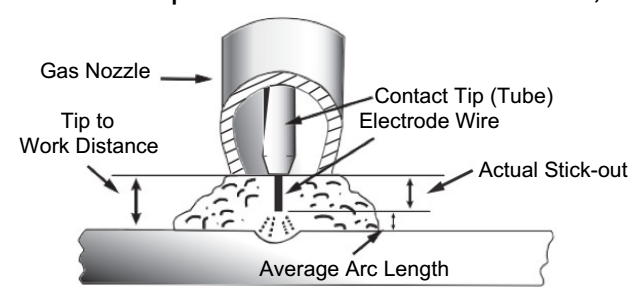 Gas Nozzle
Contact Tip (Tube)
Tip to
Work Distance
Electrode Wire
Actual Stick-out
Average Arc Length